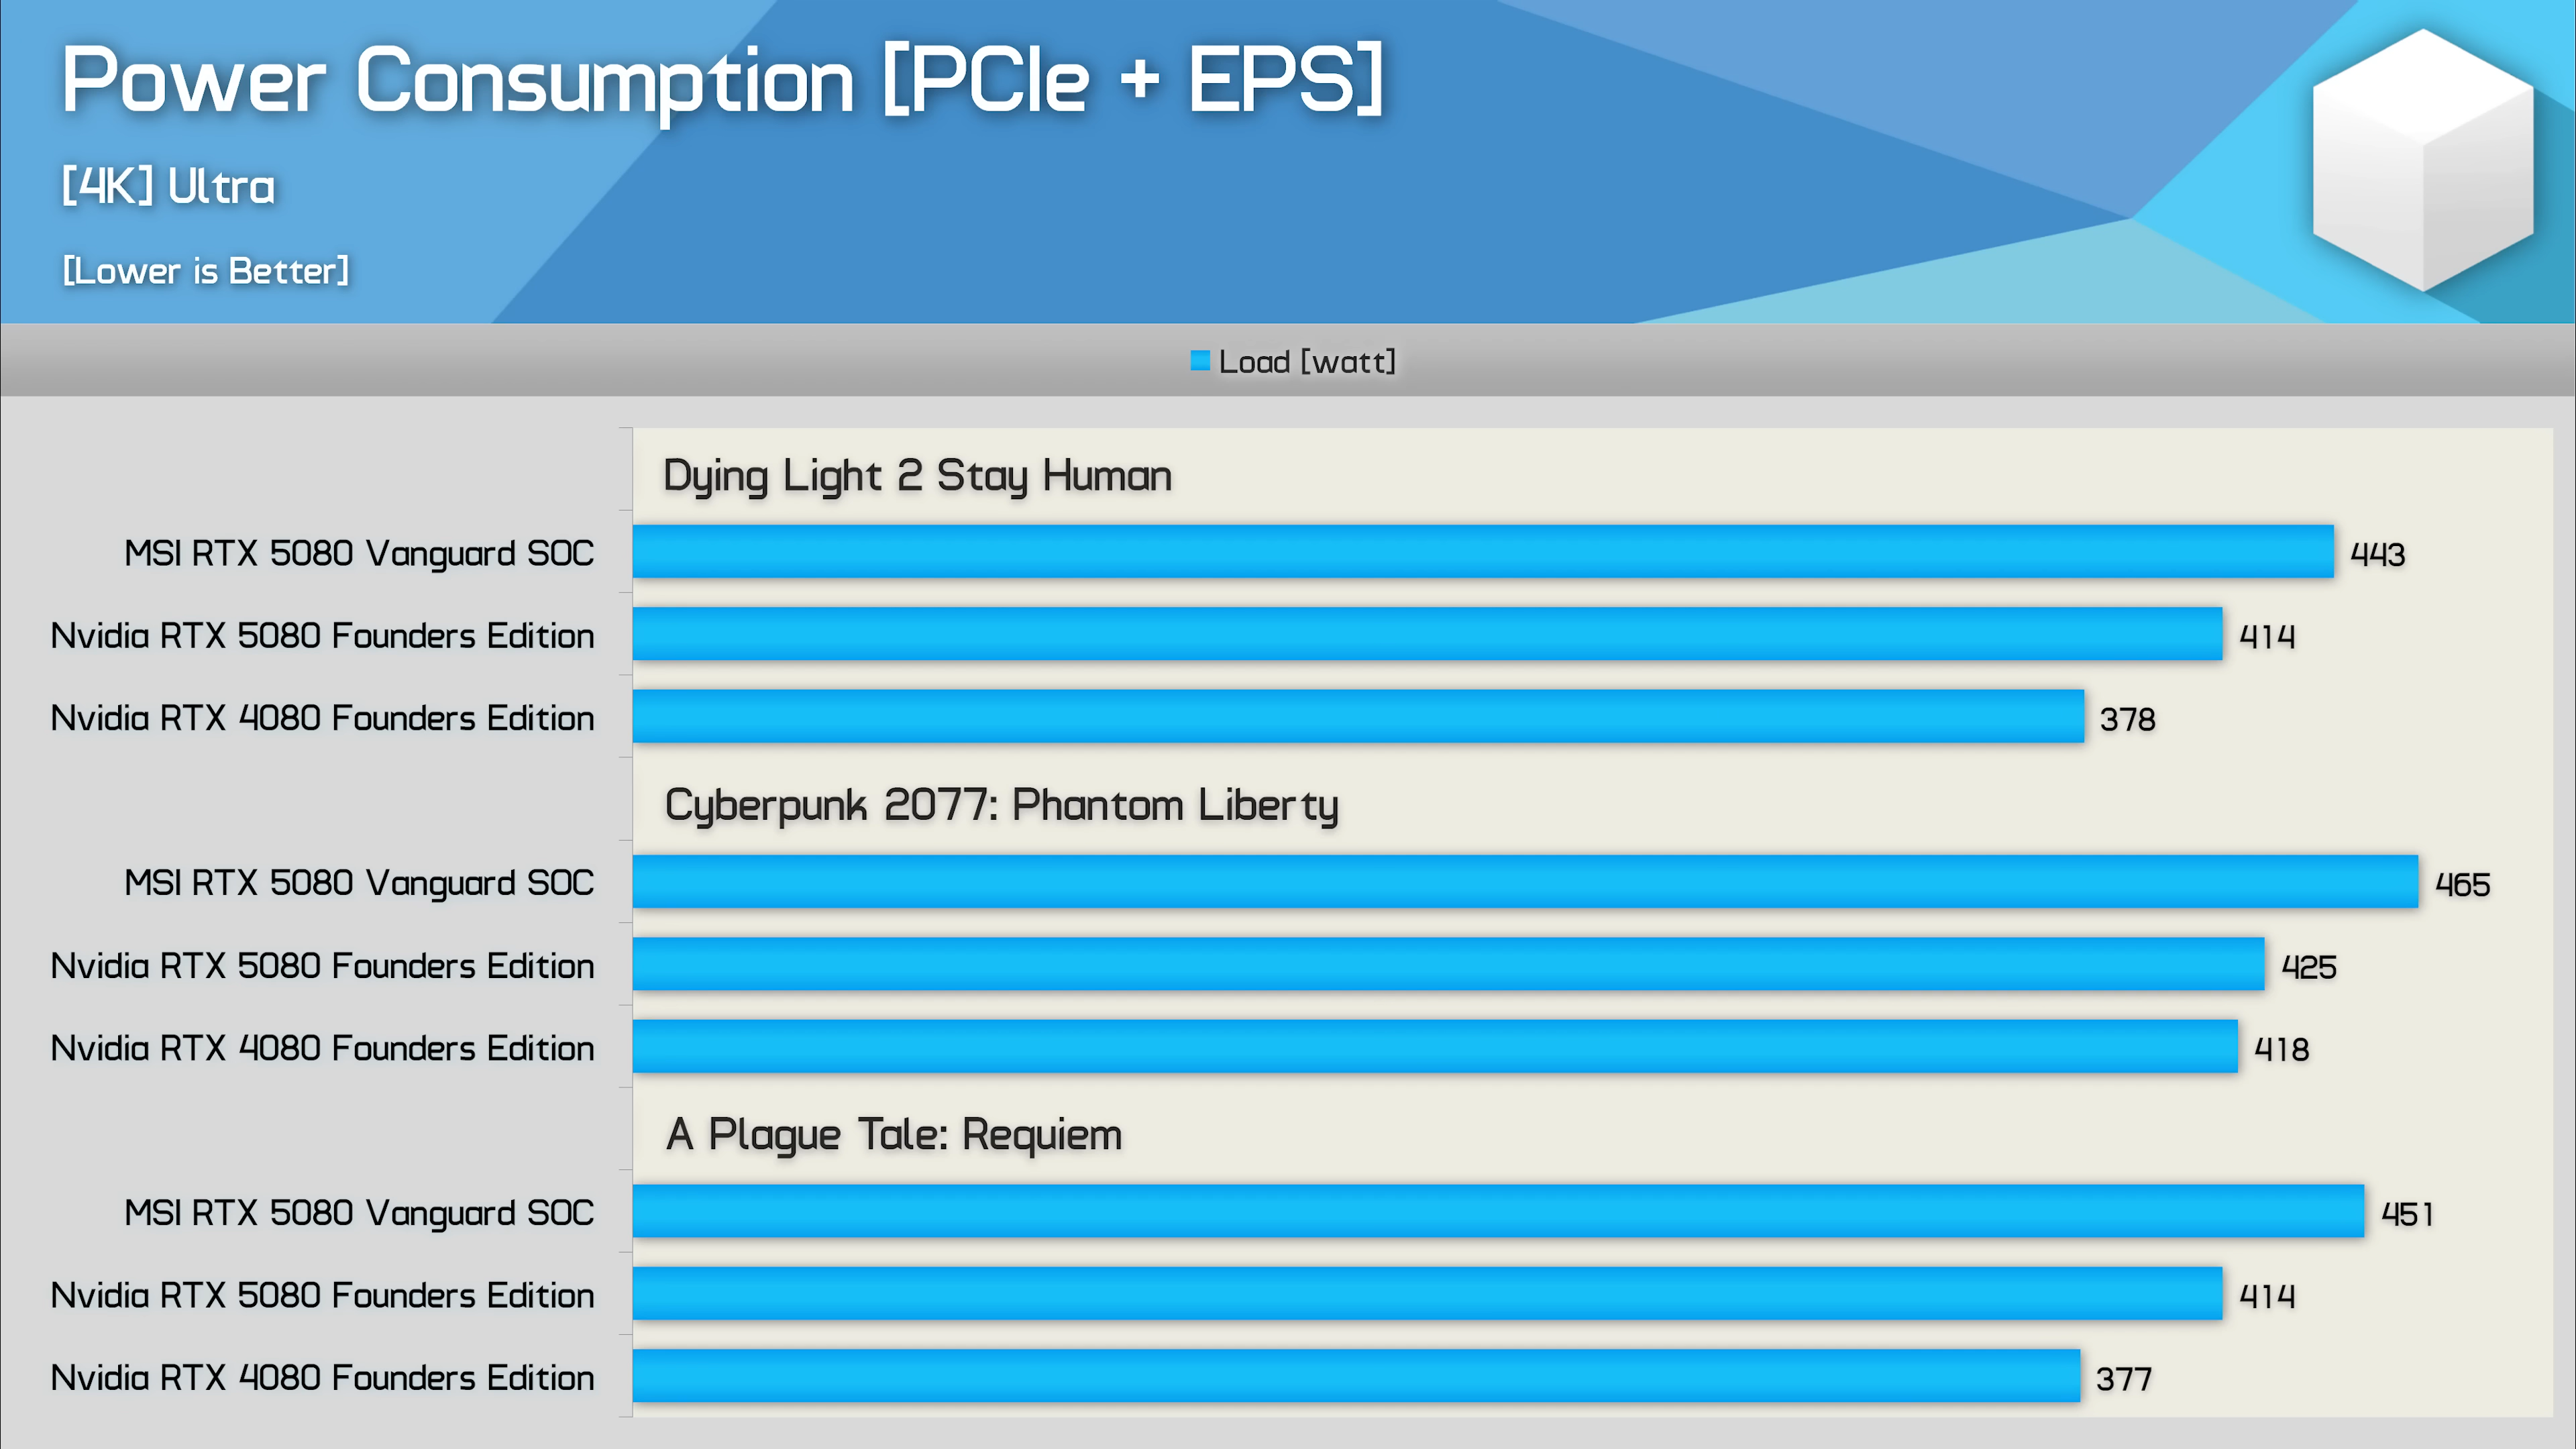 Power Consumption [PCIe + EPS]
[4K] Ultra
[Lower is Better]
Load [watt]
Dying Light 2 Stay Human
MSI RTX 5080 Vanguard SOC 443
Nvidia RTX 5080 Founders Edition 414
Nvidia RTX 4080 Founders Edition 378
Cyberpunk 2077: Phantom Liberty
MSI RTX 5080 Vanguard SOC 465
Nvidia RTX 5080 Founders Edition 425
Nvidia RTX 4080 Founders Edition 418
A Plague Tale: Requiem
MSI RTX 5080 Vanguard SOC 451
Nvidia RTX 5080 Founders Edition 414
Nvidia RTX 4080 Founders Edition 377